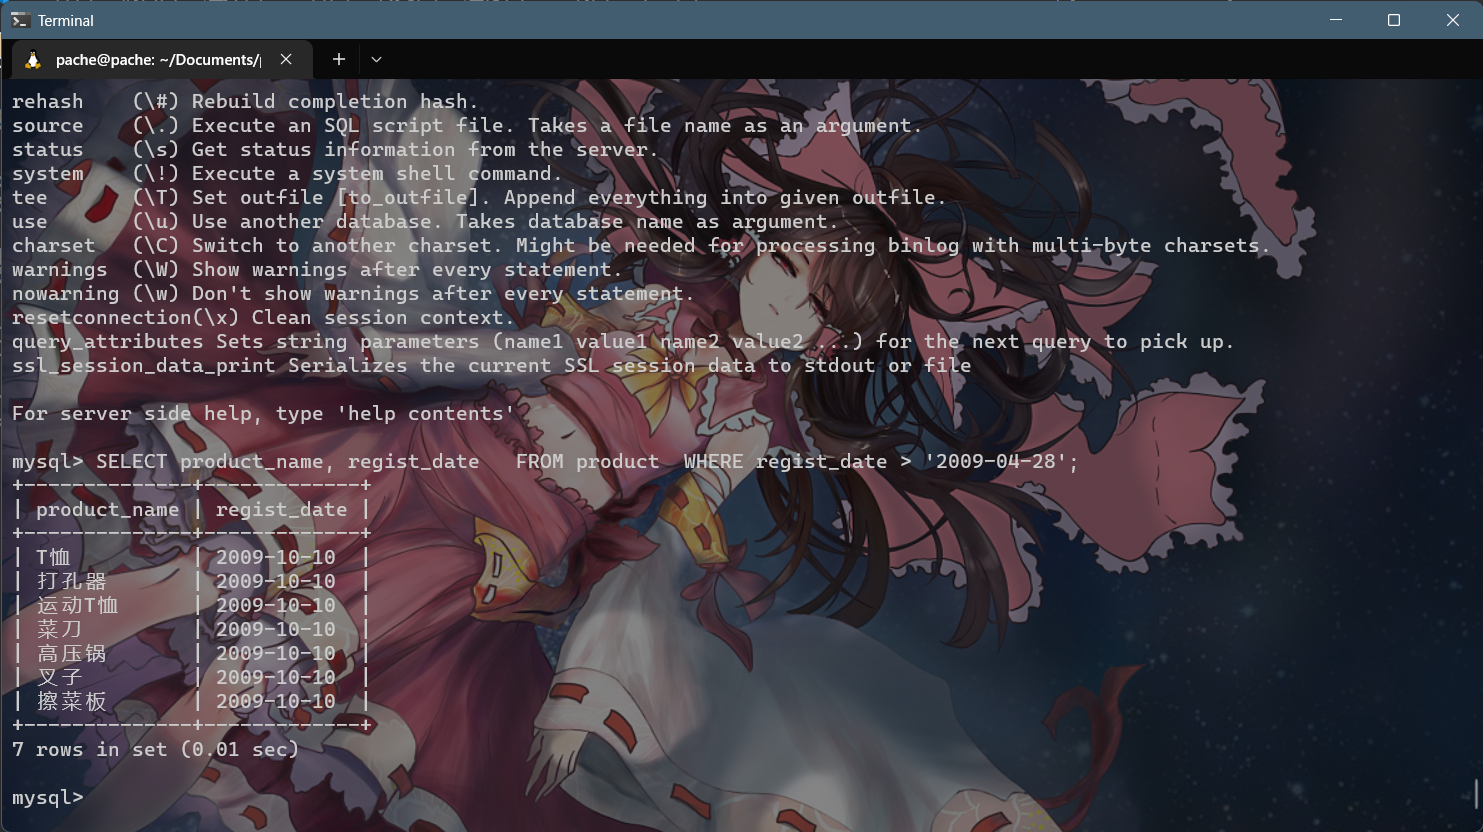 Terminal
pache@pache: ~/Documents/p
rehash    (\#) Rebuild completion hash.
source    (\.) Execute an SQL script file. Takes a file name as an argument.
status    (\s) Get status information from the server.
system    (\!) Execute a system shell command.
tee       (\T) Set outfile [to_outfile]. Append everything into given outfile.
use       (\u) Use another database. Takes database name as argument.
charset   (\C) Switch to another charset. Might be needed for processing binlog with multi-byte charsets.
warnings  (\W) Show warnings after every statement.
nowarning (\w) Don't show warnings after every statement.
resetconnection(\x) Clean session context.
query_attributes Sets string parameters (name1 value1 name2 value2 ...) for the next query to pick up.
ssl_session_data_print Serializes the current SSL session data to stdout or file
For server side help, type 'help contents'
mysql> SELECT product_name, regist_date   FROM product  WHERE regist_date > '2009-04-28';
+--------------+-------------+
| product_name | regist_date |
+--------------+-------------+
| T恤          | 2009-10-10  |
| 打孔器       | 2009-10-10  |
| 运动T恤      | 2009-10-10  |
| 菜刀         | 2009-10-10  |
| 高压锅       | 2009-10-10  |
| 叉子         | 2009-10-10  |
| 擦菜板       | 2009-10-10  |
+--------------+-------------+
7 rows in set (0.01 sec)
mysql>